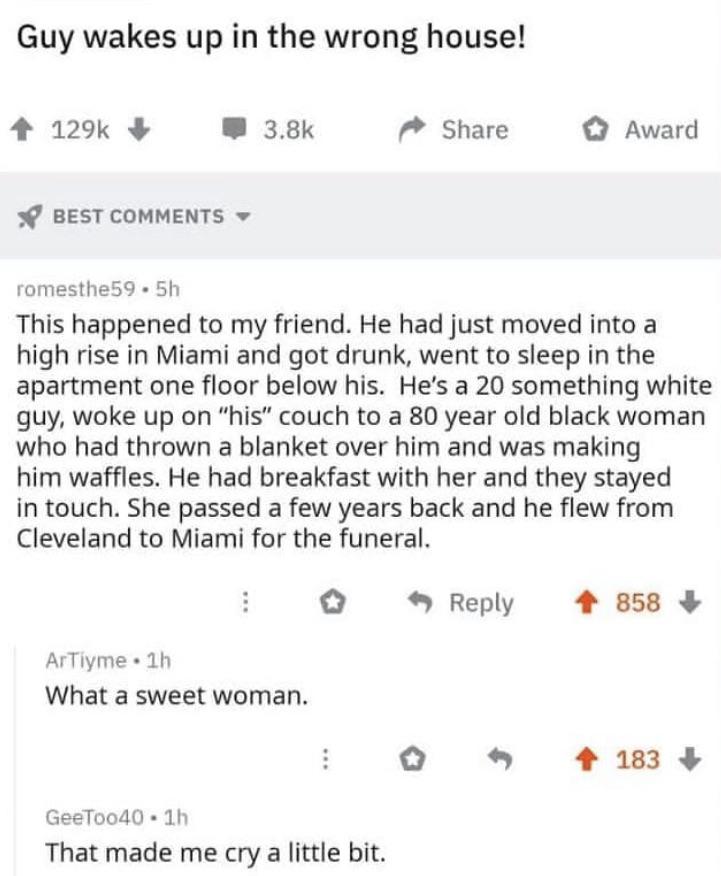 Guy wakes up in the wrong house!
129k 3.8k Share Award
BEST COMMENTS
romesthe59 • 5h
This happened to my friend. He had just moved into a
high rise in Miami and got drunk, went to sleep in the
apartment one floor below his. He's a 20 something white
guy, woke up on "his" couch to a 80 year old black woman
who had thrown a blanket over him and was making
him waffles. He had breakfast with her and they stayed
in touch. She passed a few years back and he flew from
Cleveland to Miami for the funeral.
Reply 858
ArTiyme • 1h
What a sweet woman.
183
GeeToo40 • 1h
That made me cry a little bit.